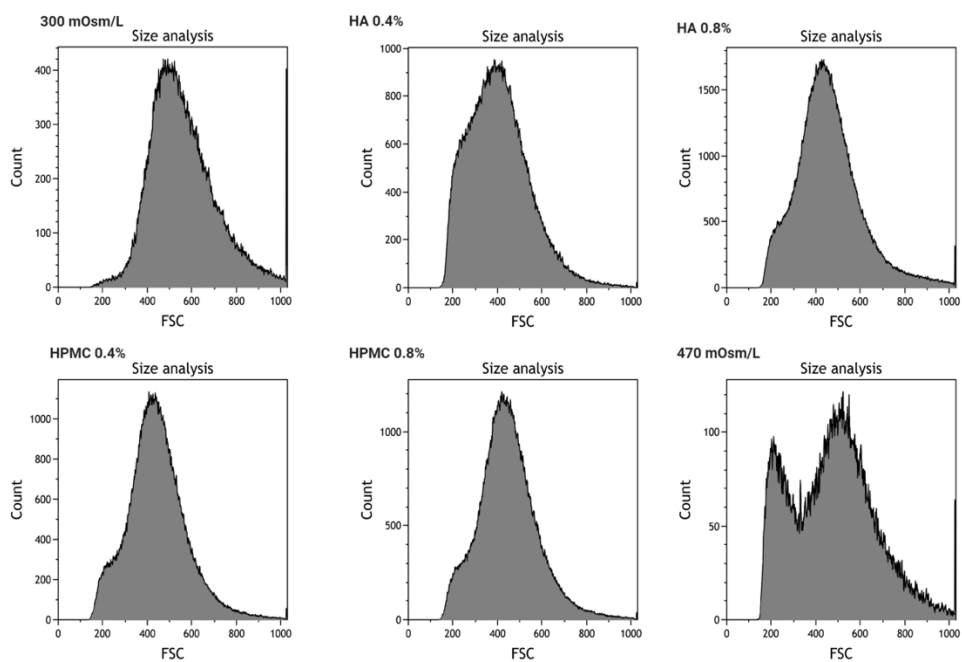 300 mOsm/L
Size analysis
400
300
200
100
0
Count
0 200 400 600 800 1000
FSC
HA 0.4%
Size analysis
1000
800
600
400
200
0
Count
0 200 400 600 800 1000
FSC
HA 0.8%
Size analysis
1500
1000
500
0
Count
0 200 400 600 800 1000
FSC
HPMC 0.4%
Size analysis
1000
800
600
400
200
0
Count
0 200 400 600 800 1000
FSC
HPMC 0.8%
Size analysis
1000
500
0
Count
0 200 400 600 800 1000
FSC
470 mOsm/L
Size analysis
100
50
0
Count
0 200 400 600 800 1000
FSC